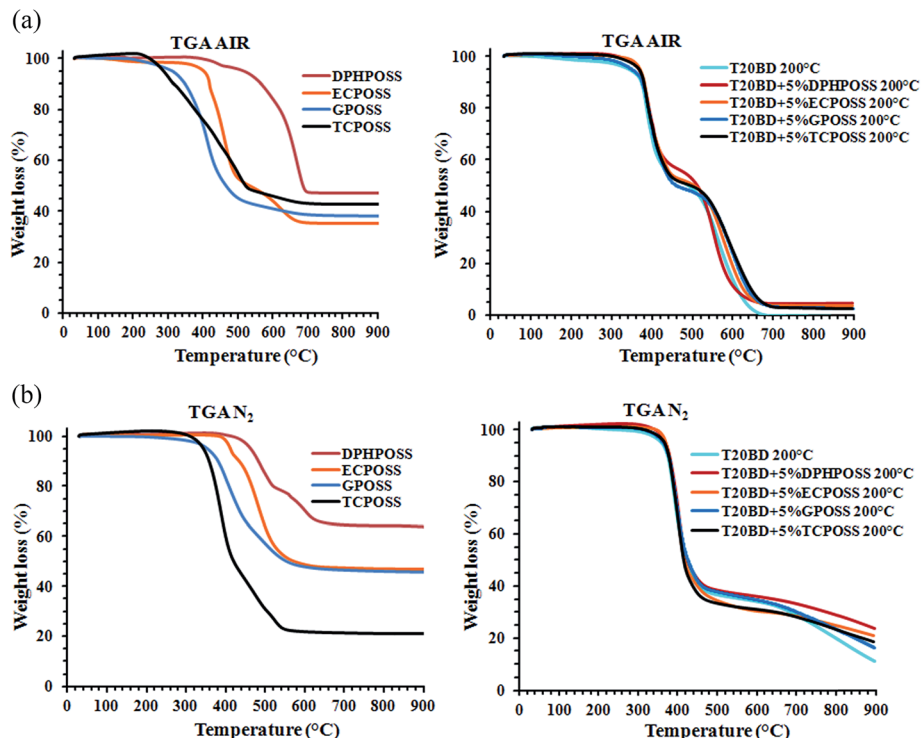 (a)
TGA AIR
DPHPOSS
ECPOSS
GPOSS
TCPOSS
Weight loss (%)
100
80
60
40
20
0
0 100 200 300 400 500 600 700 800 900
Temperature (°C)
TGA AIR
T20BD 200°C
T20BD+5%DPHPOSS 200°C
T20BD+5%ECPOSS 200°C
T20BD+5%GPOSS 200°C
T20BD+5%TCPOSS 200°C
Weight loss (%)
100
80
60
40
20
0
0 100 200 300 400 500 600 700 800 900
Temperature (°C)
(b)
TGA N₂
DPHPOSS
ECPOSS
GPOSS
TCPOSS
Weight loss (%)
100
80
60
40
20
0
0 100 200 300 400 500 600 700 800 900
Temperature (°C)
TGA N₂
T20BD 200°C
T20BD+5%DPHPOSS 200°C
T20BD+5%ECPOSS 200°C
T20BD+5%GPOSS 200°C
T20BD+5%TCPOSS 200°C
Weight loss (%)
100
80
60
40
20
0
0 100 200 300 400 500 600 700 800 900
Temperature (°C)